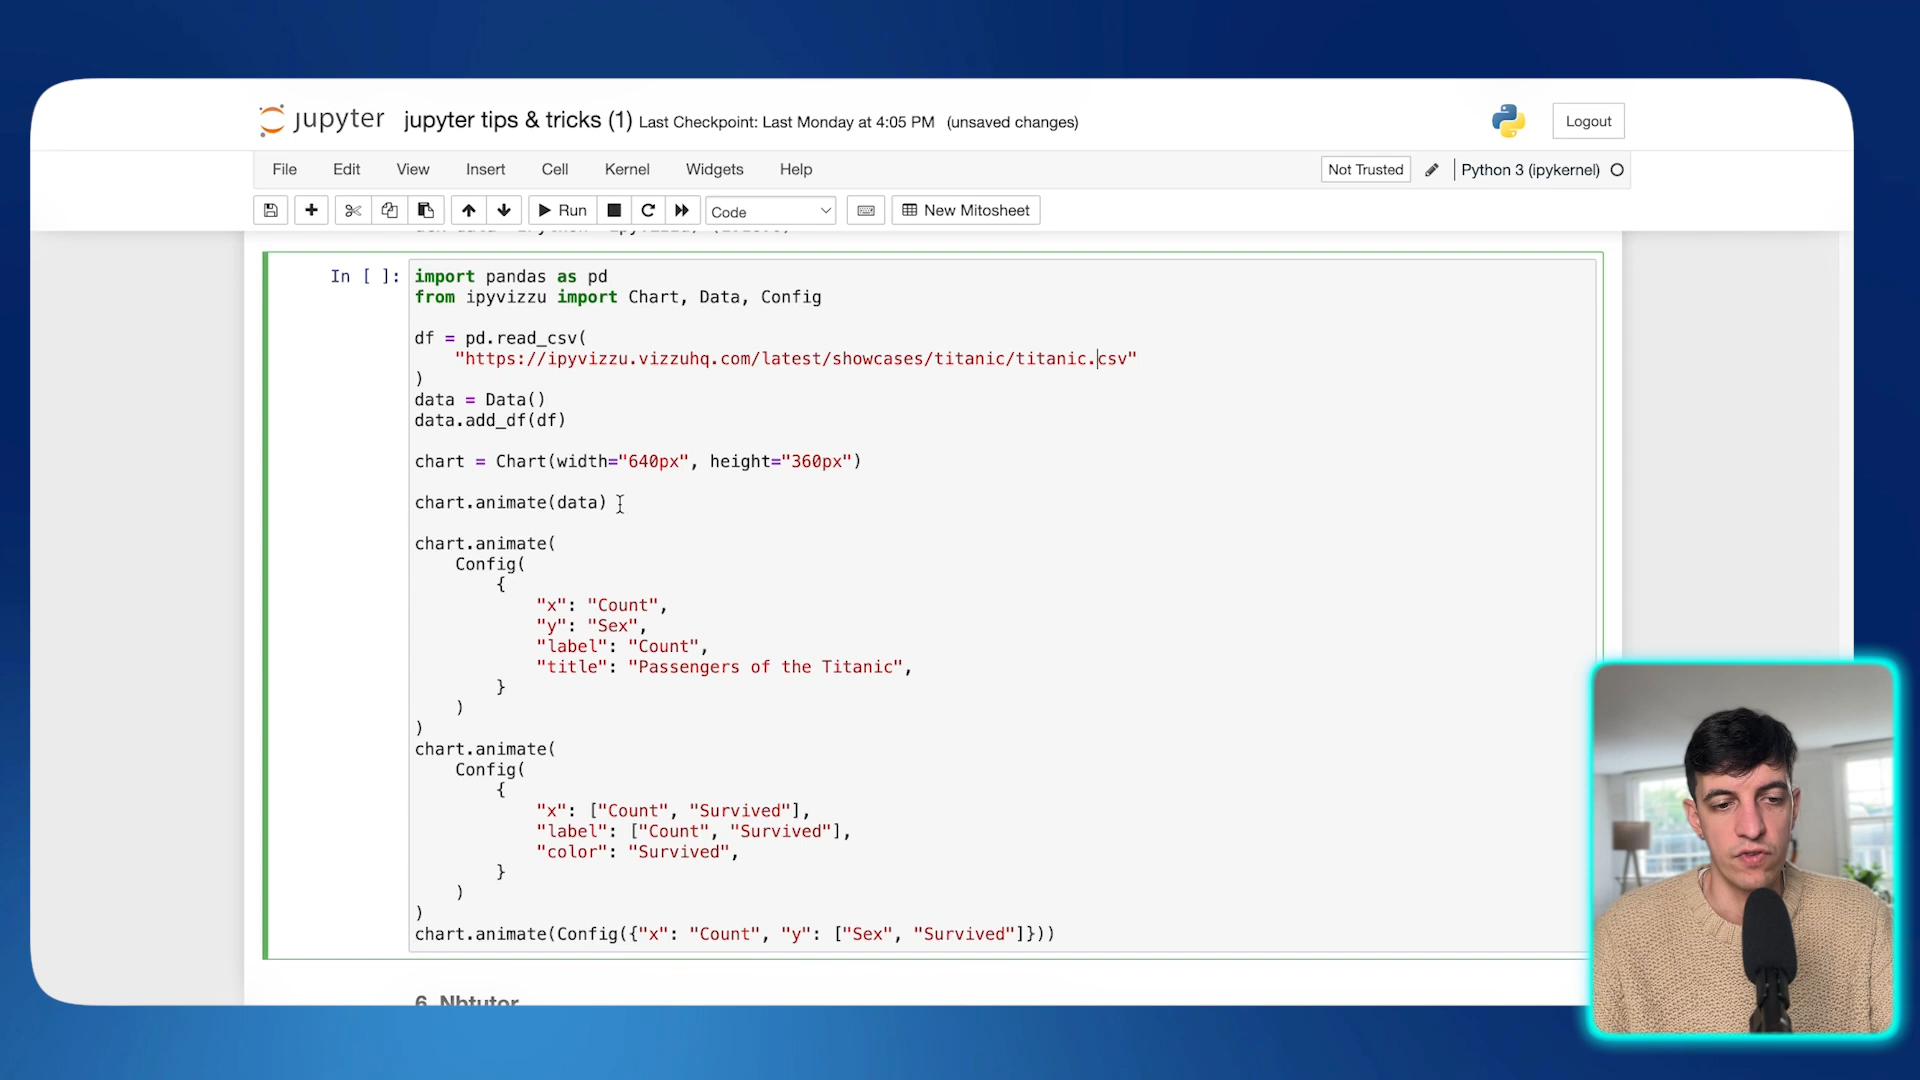 jupyter jupyter tips & tricks (1) Last Checkpoint: Last Monday at 4:05 PM (unsaved changes)
Logout
File Edit View Insert Cell Kernel Widgets Help
Not Trusted Python 3 (ipykernel)
Run Code New Mitosheet
In [ ]:
import pandas as pd
from ipyvizzu import Chart, Data, Config
df = pd.read_csv(
"https://ipyvizzu.vizzuhq.com/latest/showcases/titanic/titanic.csv"
)
data = Data()
data.add_df(df)
chart = Chart(width="640px", height="360px")
chart.animate(data)
chart.animate(
Config(
{
"x": "Count",
"y": "Sex",
"label": "Count",
"title": "Passengers of the Titanic",
}
)
)
chart.animate(
Config(
{
"x": ["Count", "Survived"],
"label": ["Count", "Survived"],
"color": "Survived",
}
)
)
chart.animate(Config({"x": "Count", "y": ["Sex", "Survived"]}))
6. Nbtutor